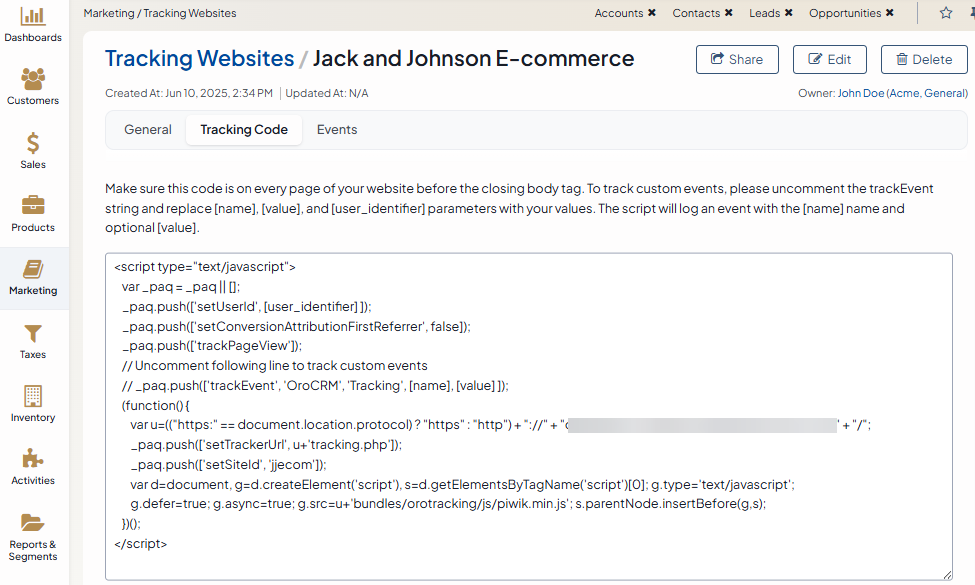 Marketing / Tracking Websites
Accounts ✖ Contacts ✖ Leads ✖ Opportunities ✖
Dashboards
Customers
Sales
Products
Marketing
Taxes
Inventory
Activities
Reports &
Segments
Tracking Websites / Jack and Johnson E-commerce
Share
Edit
Delete
Created At: Jun 10, 2025, 2:34 PM | Updated At: N/A
Owner: John Doe (Acme, General)
General
Tracking Code
Events
Make sure this code is on every page of your website before the closing body tag. To track custom events, please uncomment the trackEvent
string and replace [name], [value], and [user_identifier] parameters with your values. The script will log an event with the [name] name and
optional [value].
<script type="text/javascript">
var _paq = _paq || [];
_paq.push(['setUserId', [user_identifier] ]);
_paq.push(['setConversionAttributionFirstReferrer', false]);
_paq.push(['trackPageView']);
// Uncomment following line to track custom events
// _paq.push(['trackEvent', 'OroCRM', 'Tracking', [name], [value] ]);
(function() {
var u=(("https:" == document.location.protocol) ? "https" : "http") + "://" + " ' + "/";
_paq.push(['setTrackerUrl', u+'tracking.php']);
_paq.push(['setSiteId', 'jjecom']);
var d=document, g=d.createElement('script'), s=d.getElementsByTagName('script')[0]; g.type='text/javascript';
g.defer=true; g.async=true; g.src=u+'bundles/orotracking/js/piwik.min.js'; s.parentNode.insertBefore(g,s);
})();
</script>